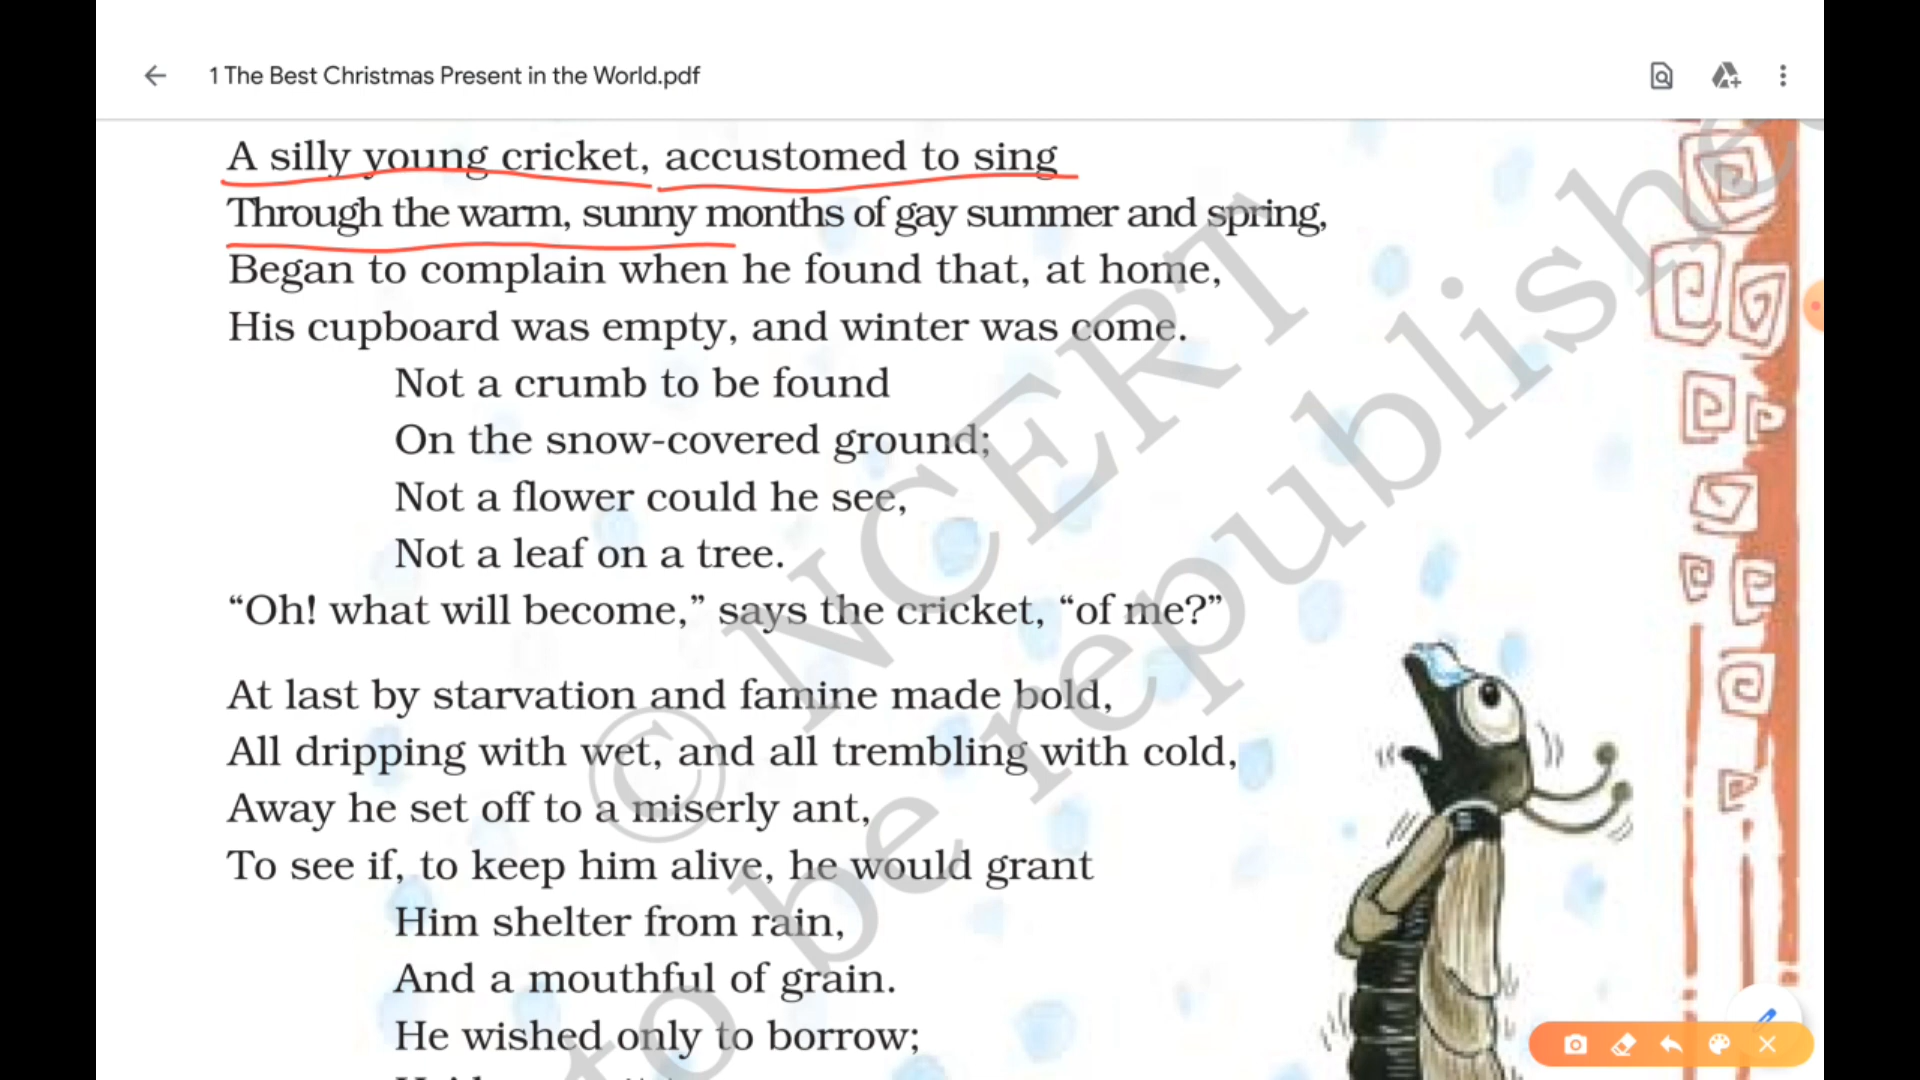 1 The Best Christmas Present in the World.pdf
A silly young cricket, accustomed to sing
Through the warm, sunny months of gay summer and spring,
Began to complain when he found that, at home,
His cupboard was empty, and winter was come.
Not a crumb to be found
On the snow-covered ground;
Not a flower could he see,
Not a leaf on a tree.
“Oh! what will become,” says the cricket, “of me?”
At last by starvation and famine made bold,
All dripping with wet, and all trembling with cold,
Away he set off to a miserly ant,
To see if, to keep him alive, he would grant
Him shelter from rain,
And a mouthful of grain.
He wished only to borrow;
© NCERT
to be republishe